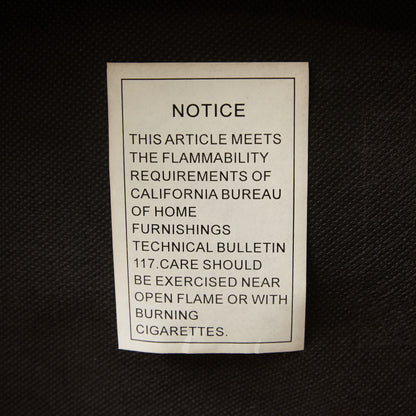 NOTICE
THIS ARTICLE MEETS
THE FLAMMABILITY
REQUIREMENTS OF
CALIFORNIA BUREAU
OF HOME
FURNISHINGS
TECHNICAL BULLETIN
117.CARE SHOULD
BE EXERCISED NEAR
OPEN FLAME OR WITH
BURNING
CIGARETTES.